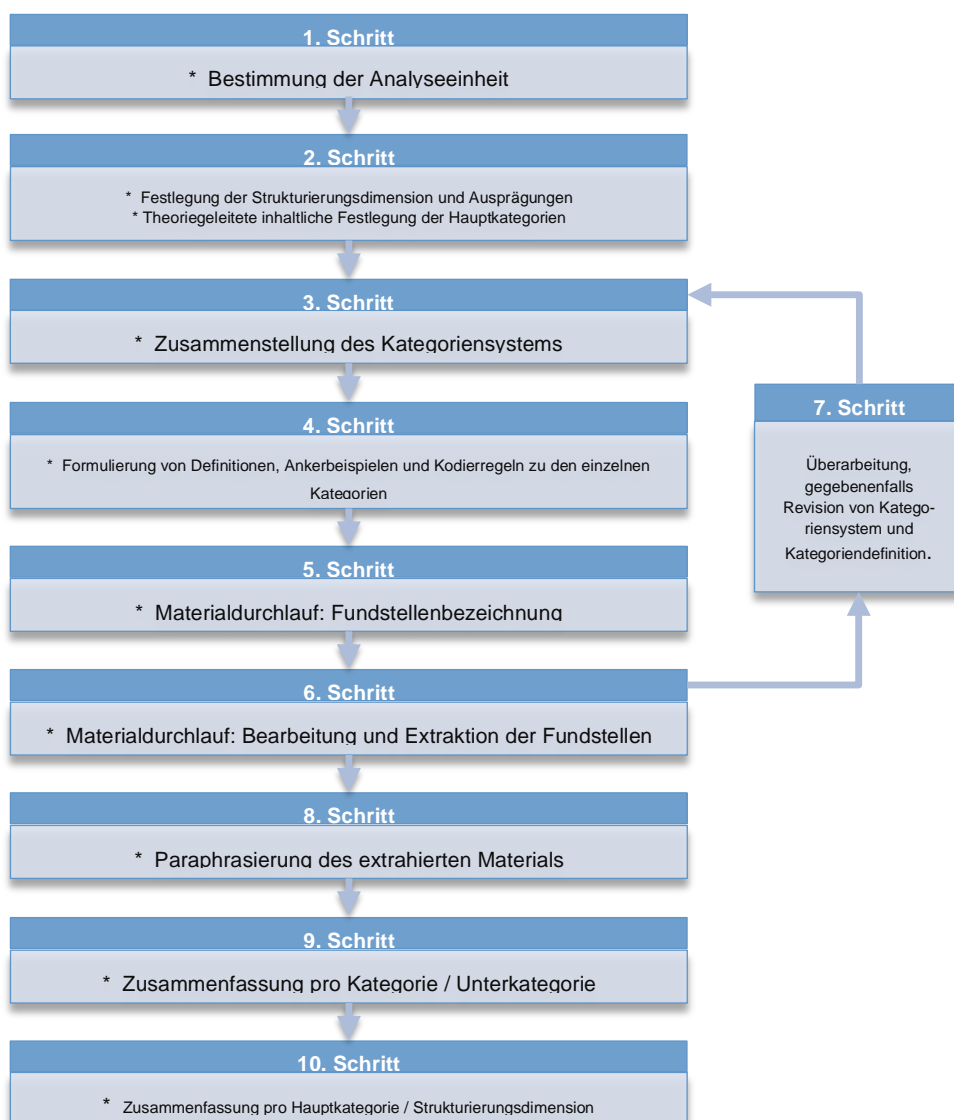 1. Schritt
* Bestimmung der Analyseeinheit
2. Schritt
* Festlegung der Strukturierungsdimension und Ausprägungen
* Theoriegeleitete inhaltliche Festlegung der Hauptkategorien
3. Schritt
* Zusammenstellung des Kategoriensystems
4. Schritt
* Formulierung von Definitionen, Ankerbeispielen und Kodierregeln zu den einzelnen
Kategorien
5. Schritt
* Materialdurchlauf: Fundstellenbezeichnung
6. Schritt
* Materialdurchlauf: Bearbeitung und Extraktion der Fundstellen
7. Schritt
Überarbeitung,
gegebenenfalls
Revision von Katego-
riensystem und
Kategoriendefinition.
8. Schritt
* Paraphrasierung des extrahierten Materials
9. Schritt
* Zusammenfassung pro Kategorie / Unterkategorie
10. Schritt
* Zusammenfassung pro Hauptkategorie / Strukturierungsdimension